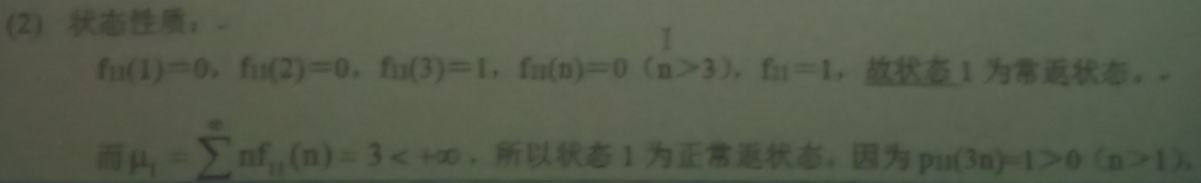 (2) 状态性质：
f₁₁(1)=0，f₁₁(2)=0，f₁₁(3)=1，f₁₁(n)=0（n>3），f₁₁=1，故状态 1 为常返状态。
而μ₁ = ∑^∞ nf₁₁(n) = 3 < +∞，所以状态 1 为正常返状态。因为p₁₁(3n)=1>0（n>1)，